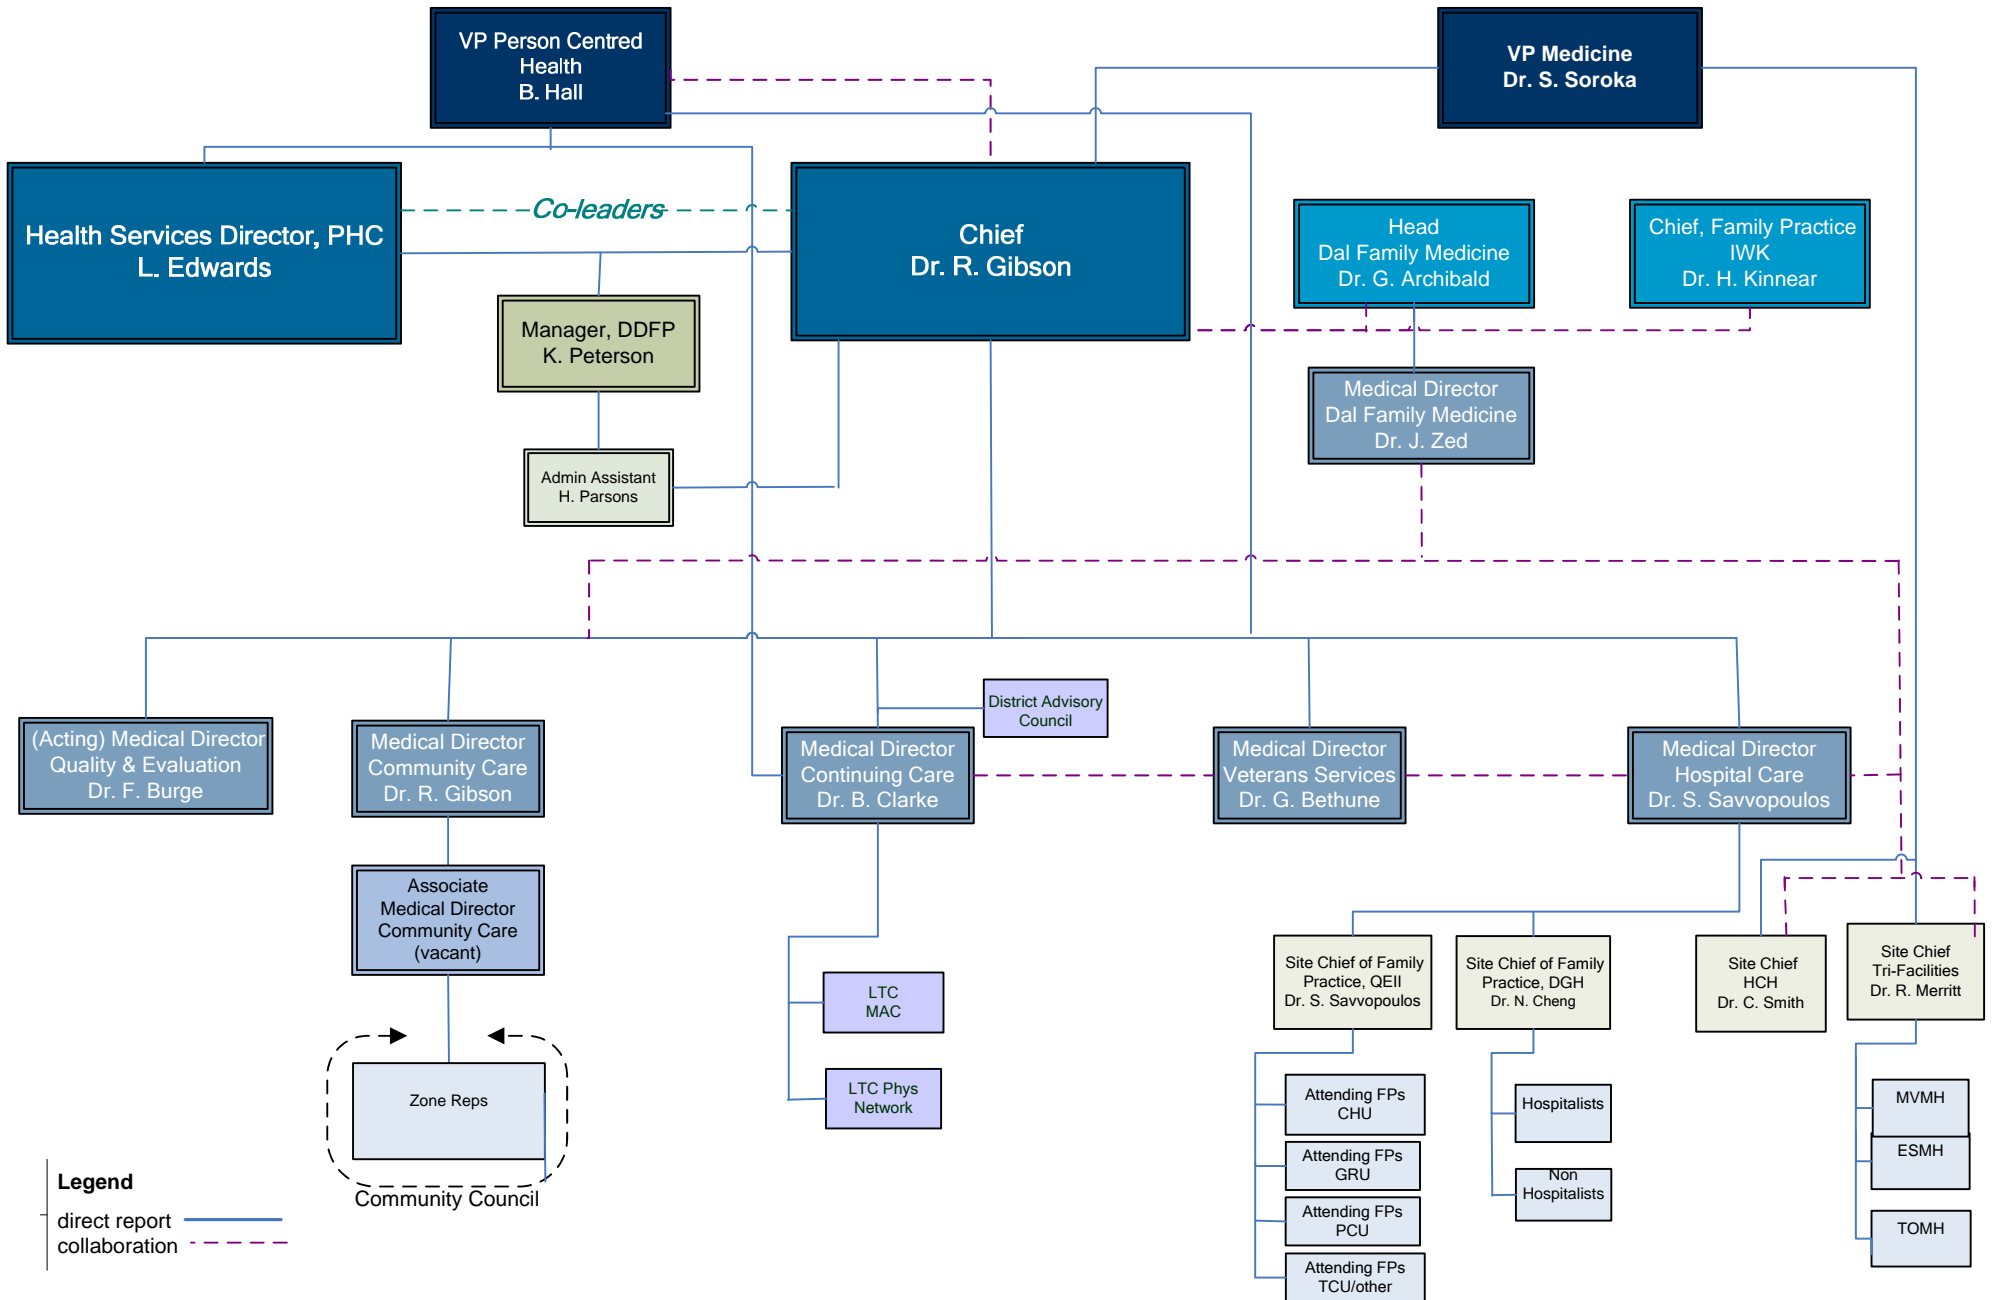 VP Person Centred
Health
B. Hall
VP Medicine
Dr. S. Soroka
Health Services Director, PHC
L. Edwards
Co-leaders
Chief
Dr. R. Gibson
Head
Dal Family Medicine
Dr. G. Archibald
Chief, Family Practice
IWK
Dr. H. Kinnear
Manager, DDFP
K. Peterson
Medical Director
Dal Family Medicine
Dr. J. Zed
Admin Assistant
H. Parsons
District Advisory
Council
(Acting) Medical Director
Quality & Evaluation
Dr. F. Burge
Medical Director
Community Care
Dr. R. Gibson
Medical Director
Continuing Care
Dr. B. Clarke
Medical Director
Veterans Services
Dr. G. Bethune
Medical Director
Hospital Care
Dr. S. Savvopoulos
Associate
Medical Director
Community Care
(vacant)
Site Chief of Family
Practice, QEII
Dr. S. Savvopoulos
Site Chief of Family
Practice, DGH
Dr. N. Cheng
Site Chief
HCH
Dr. C. Smith
Site Chief
Tri-Facilities
Dr. R. Merritt
LTC
MAC
LTC Phys
Network
Zone Reps
Community Council
Attending FPs
CHU
Attending FPs
GRU
Attending FPs
PCU
Attending FPs
TCU/other
Hospitalists
Non
Hospitalists
MVMH
ESMH
TOMH
Legend
direct report
collaboration